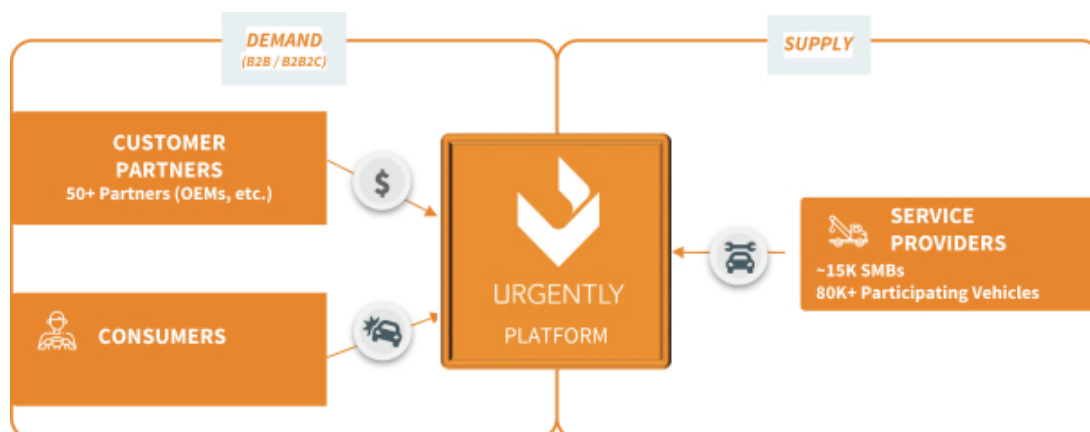 DEMAND
(B2B / B2B2C)
SUPPLY
CUSTOMER
PARTNERS
50+ Partners (OEMs, etc.)
$
CONSUMERS
URGENTLY
PLATFORM
SERVICE
PROVIDERS
~15K SMBs
80K+ Participating Vehicles